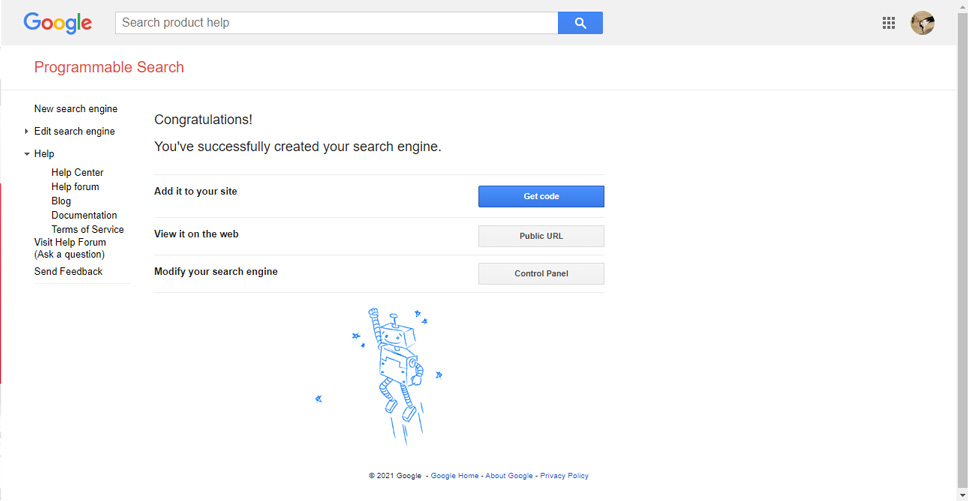 Google
Search product help
Programmable Search
New search engine
Edit search engine
Help
Help Center
Help forum
Blog
Documentation
Terms of Service
Visit Help Forum
(Ask a question)
Send Feedback
Congratulations!
You've successfully created your search engine.
Add it to your site
Get code
View it on the web
Public URL
Modify your search engine
Control Panel
© 2021 Google - Google Home - About Google - Privacy Policy